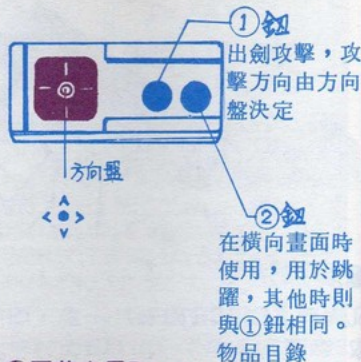 ①鈕
出劍攻擊，攻
擊方向由方向
盤決定
方向盤
②鈕
在橫向畫面時
使用，用於跳
躍，其他時則
與①鈕相同。
物品目錄